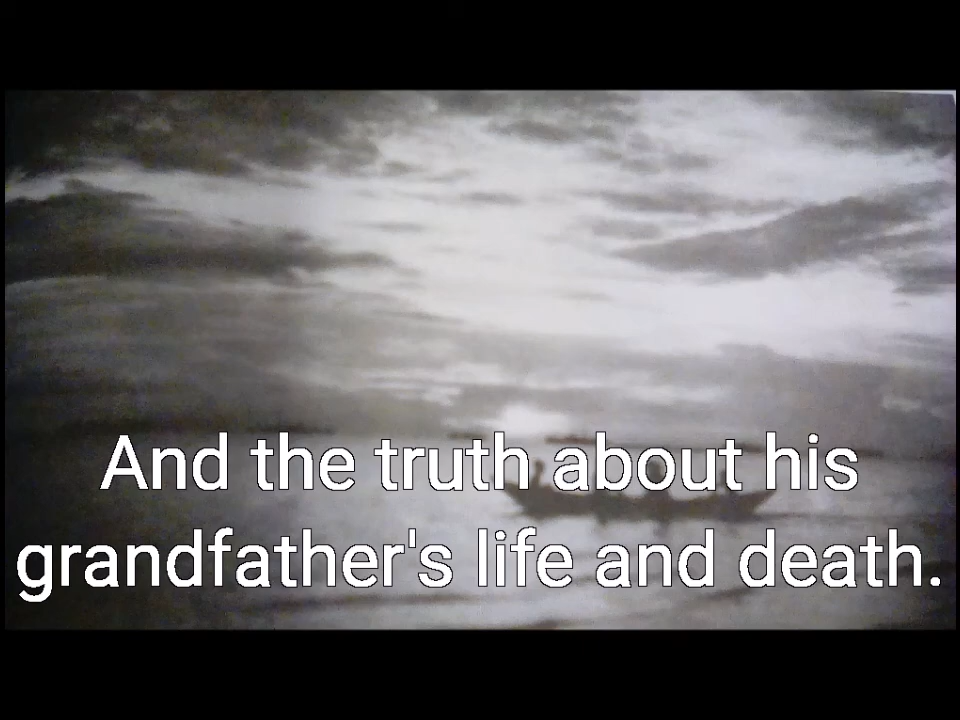 And the truth about his
grandfather's life and death.